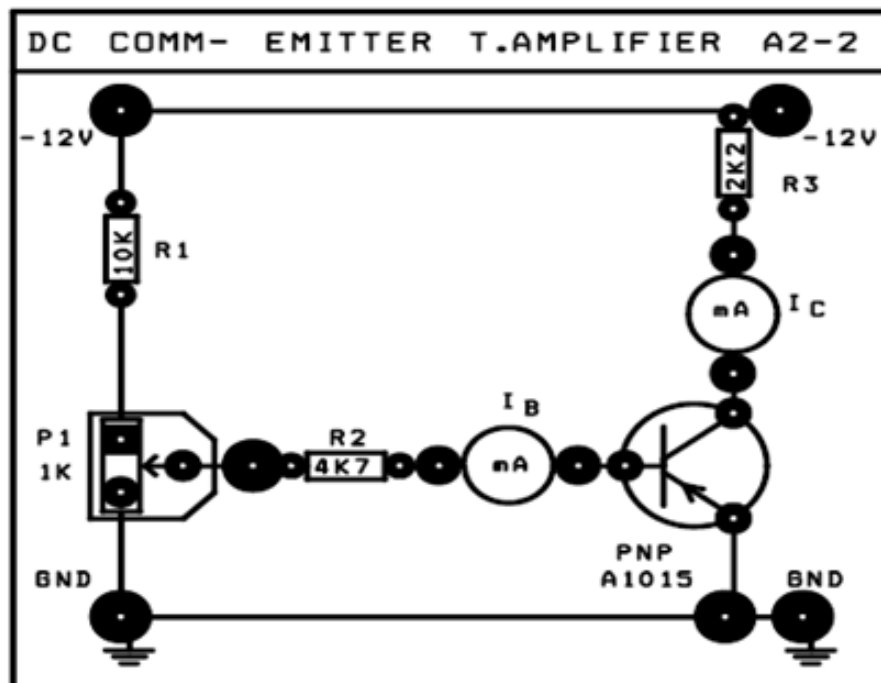 DC COMM- EMITTER T.AMPLIFIER A2-2
-12V
-12V
2K2
R3
10K
R1
mA
I C
P1
1K
R2
4K7
I B
mA
PNP
A1015
GND
GND